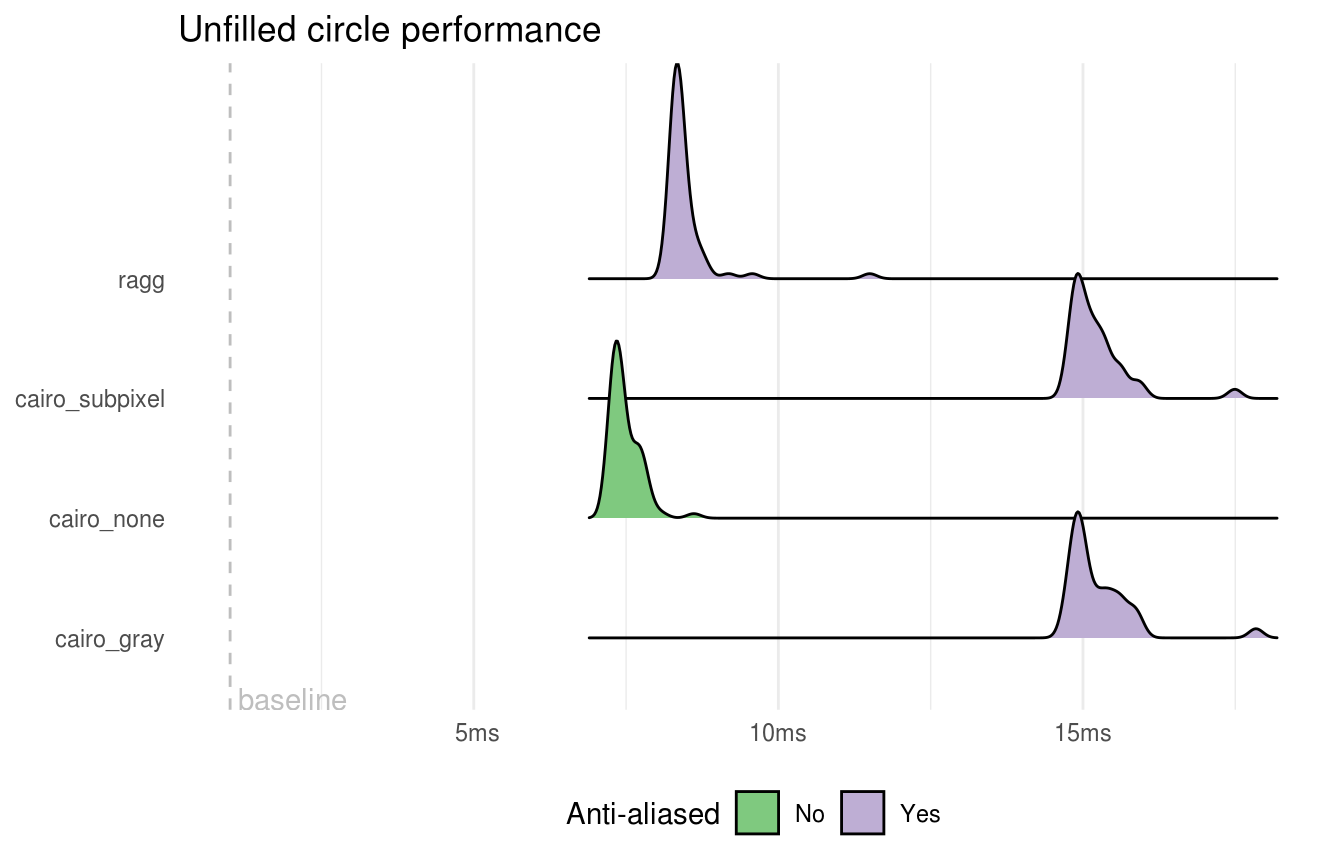 Unfilled circle performance
ragg
cairo_subpixel
cairo_none
cairo_gray
baseline
5ms 10ms 15ms
Anti-aliased No Yes